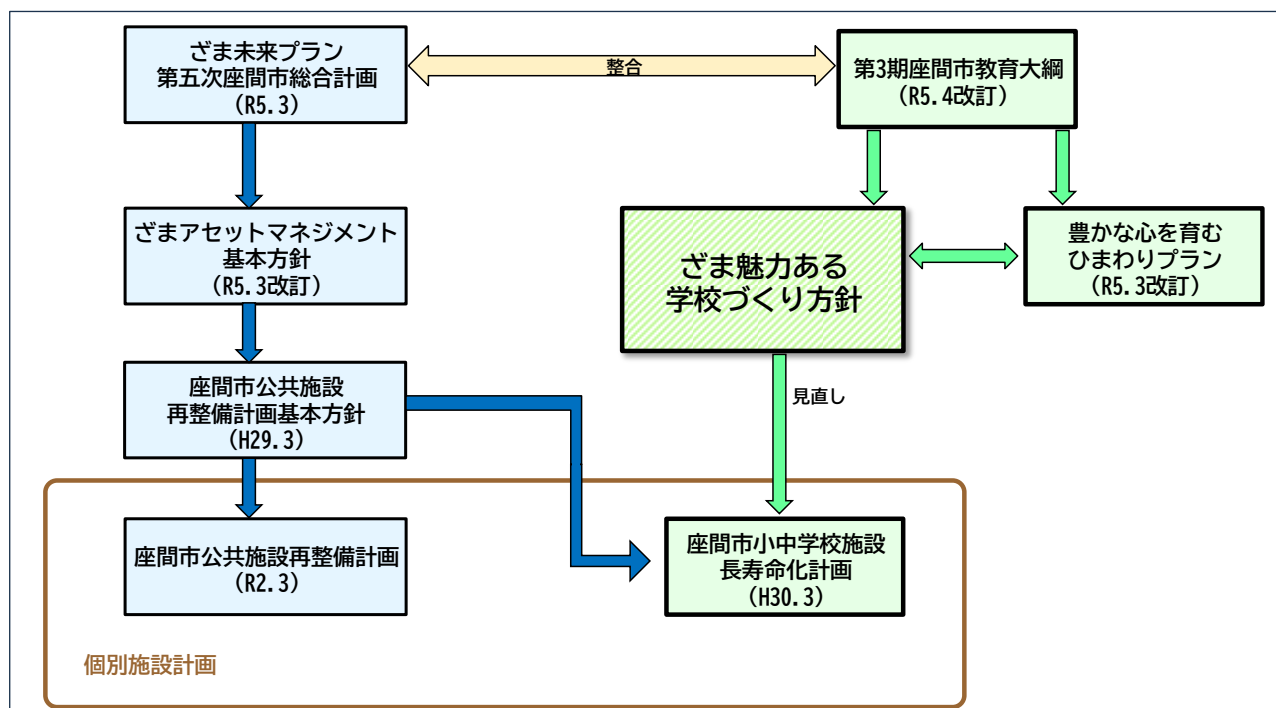 ざま未来プラン
第五次座間市総合計画
(R5.3)
整合
第3期座間市教育大綱
(R5.4改訂)
ざまアセットマネジメント
基本方針
(R5.3改訂)
ざま魅力ある
学校づくり方針
豊かな心を育む
ひまわりプラン
(R5.3改訂)
座間市公共施設
再整備計画基本方針
(H29.3)
見直し
座間市公共施設再整備計画
(R2.3)
座間市小中学校施設
長寿命化計画
(H30.3)
個別施設計画